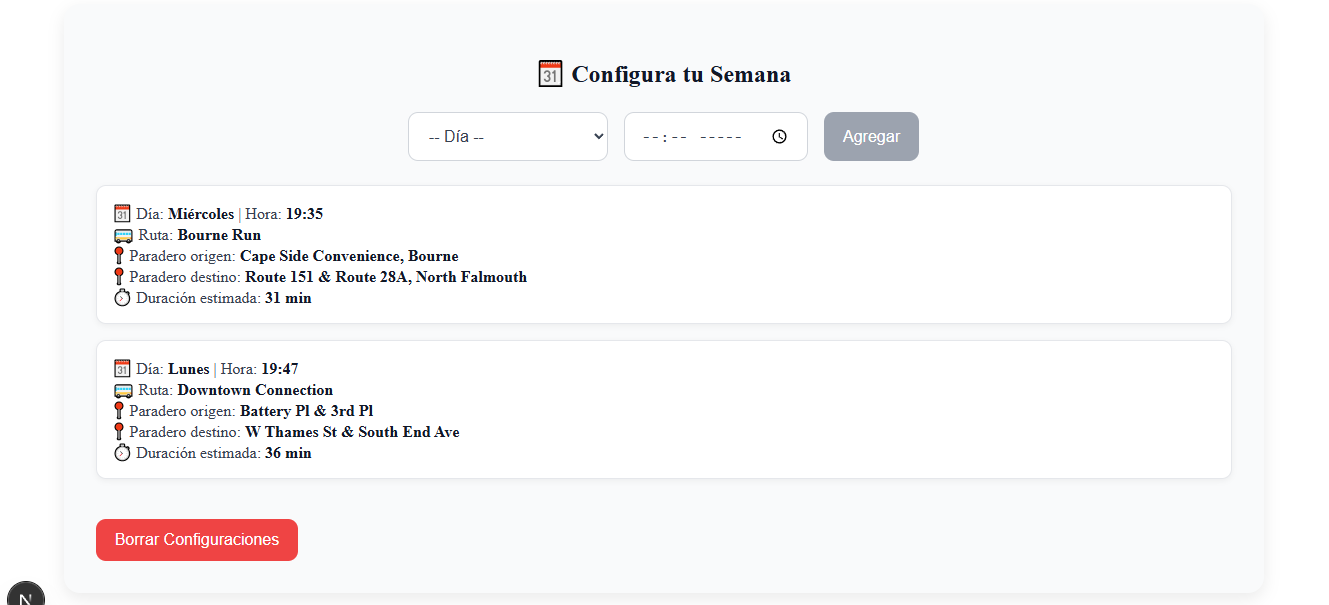 31 Configura tu Semana
-- Día -- --:-- ----- Agregar
31 Día: Miércoles | Hora: 19:35
Ruta: Bourne Run
Paradero origen: Cape Side Convenience, Bourne
Paradero destino: Route 151 & Route 28A, North Falmouth
Duración estimada: 31 min
31 Día: Lunes | Hora: 19:47
Ruta: Downtown Connection
Paradero origen: Battery Pl & 3rd Pl
Paradero destino: W Thames St & South End Ave
Duración estimada: 36 min
Borrar Configuraciones
N